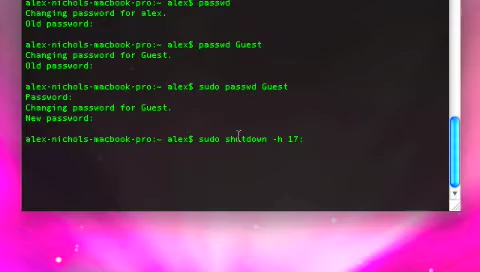 alex-nichols-macbook-pro:~ alex$ passwd
Changing password for alex.
Old password:
alex-nichols-macbook-pro:~ alex$ passwd Guest
Changing password for Guest.
Old password:
alex-nichols-macbook-pro:~ alex$ sudo passwd Guest
Password:
Changing password for Guest.
New password:
alex-nichols-macbook-pro:~ alex$ sudo shutdown -h 17: